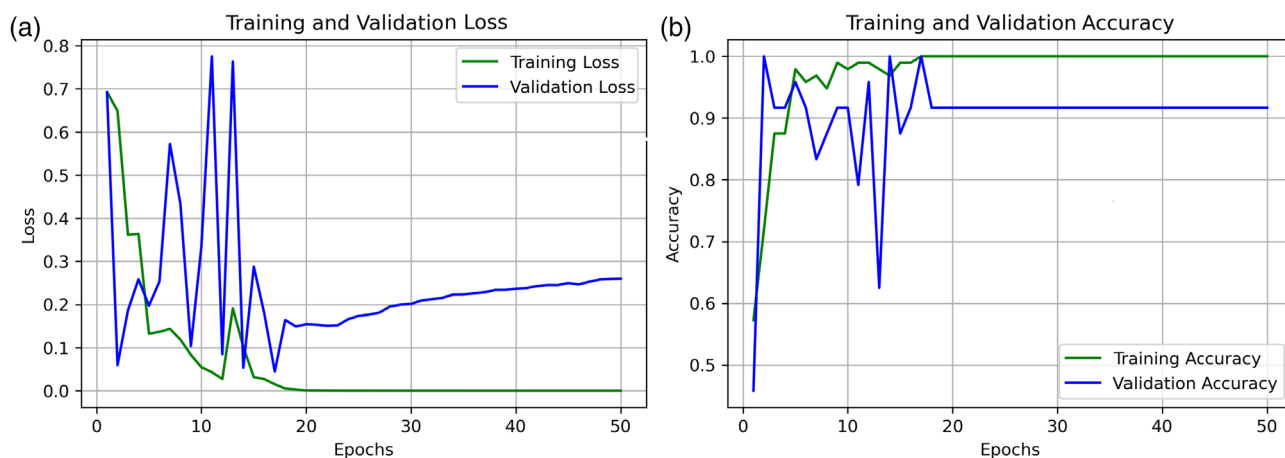 (a)
Training and Validation Loss
0.8
0.7
0.6
0.5
0.4
0.3
0.2
0.1
0.0
Loss
Training Loss
Validation Loss
0 10 20 30 40 50
Epochs
(b)
Training and Validation Accuracy
1.0
0.9
0.8
0.7
0.6
0.5
Accuracy
Training Accuracy
Validation Accuracy
0 10 20 30 40 50
Epochs